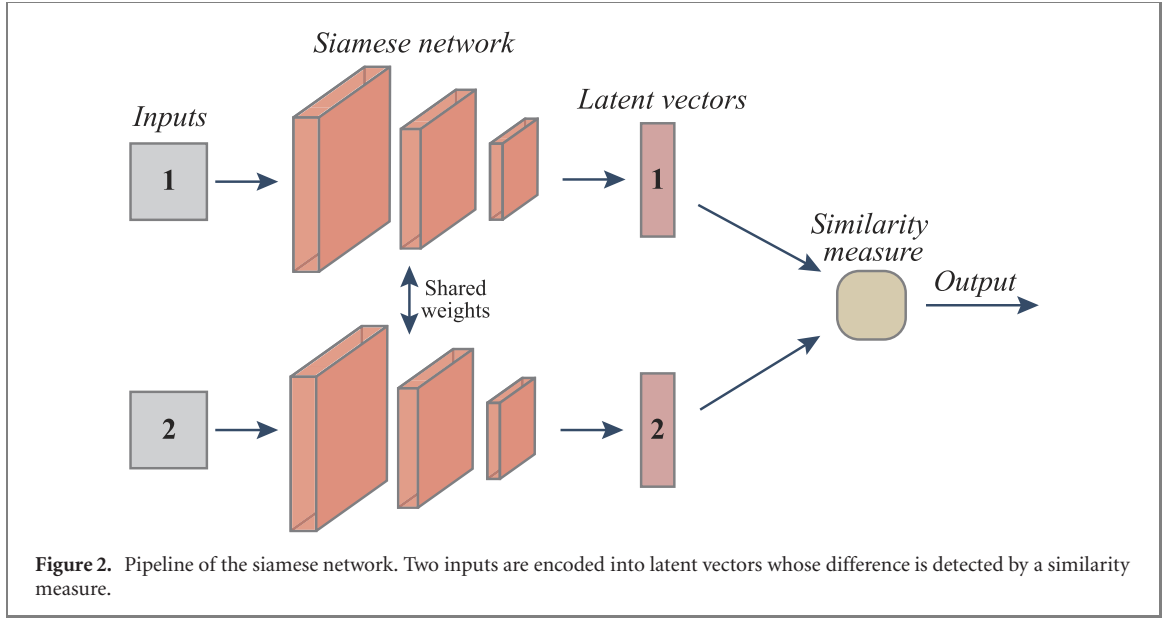 Siamese network
Inputs
Latent vectors
1
1
Similarity
measure
Output
Shared
weights
2
2
Figure 2. Pipeline of the siamese network. Two inputs are encoded into latent vectors whose difference is detected by a similarity
measure.